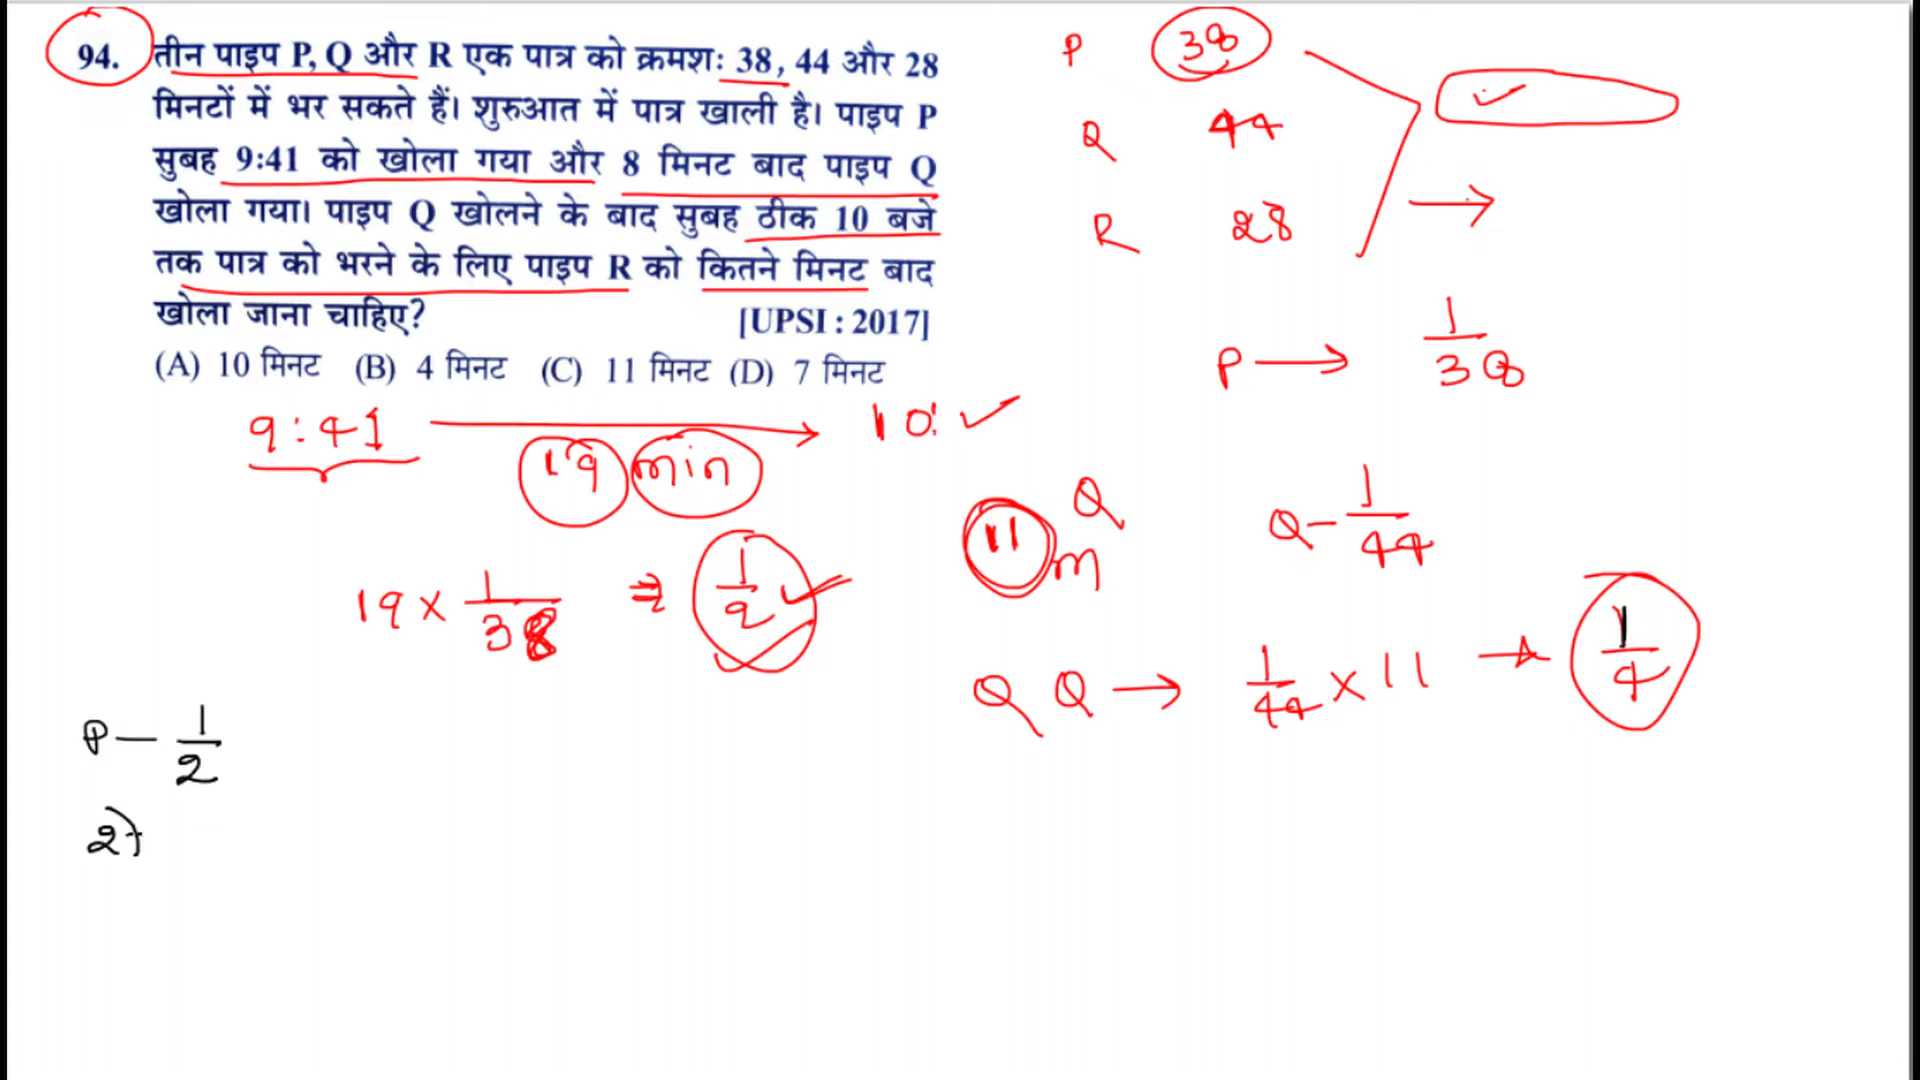 94. तीन पाइप P, Q और R एक पात्र को क्रमशः 38, 44 और 28
मिनटों में भर सकते हैं। शुरुआत में पात्र खाली है। पाइप P
सुबह 9:41 को खोला गया और 8 मिनट बाद पाइप Q
खोला गया। पाइप Q खोलने के बाद सुबह ठीक 10 बजे
तक पात्र को भरने के लिए पाइप R को कितने मिनट बाद
खोला जाना चाहिए? [UPSI : 2017]
(A) 10 मिनट (B) 4 मिनट (C) 11 मिनट (D) 7 मिनट
P 38
Q 44
R 28
P → 1/38
9:41 → 10:
19 min
11 m Q
Q - 1/44
19 × 1/38 ⇒ 1/2
Q Q → 1/44 × 11 → 1/4
P — 1/2